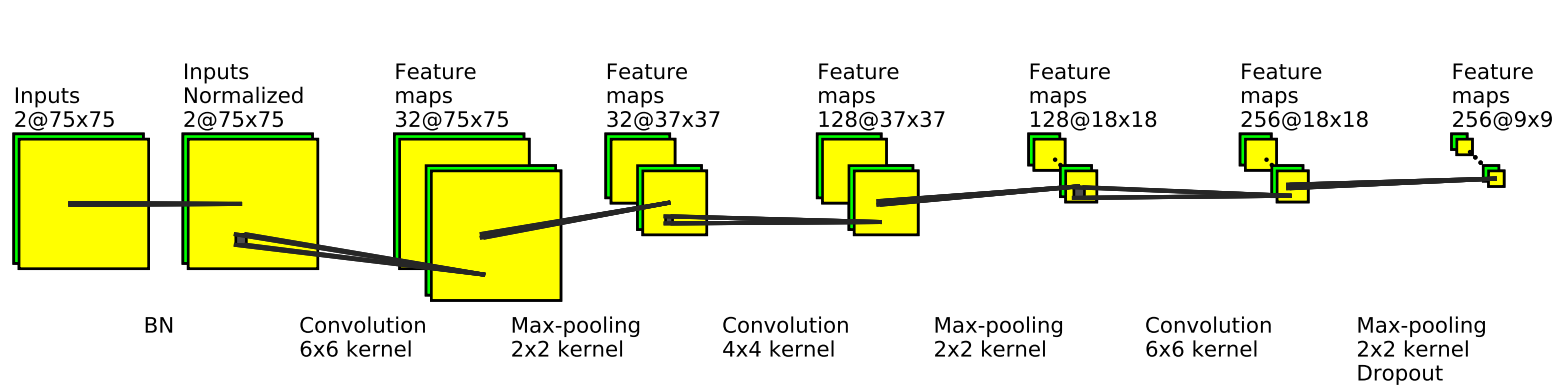 Inputs
2@75x75
Inputs
Normalized
2@75x75
Feature
maps
32@75x75
Feature
maps
32@37x37
Feature
maps
128@37x37
Feature
maps
128@18x18
Feature
maps
256@18x18
Feature
maps
256@9x9
BN
Convolution
6x6 kernel
Max-pooling
2x2 kernel
Convolution
4x4 kernel
Max-pooling
2x2 kernel
Convolution
6x6 kernel
Max-pooling
2x2 kernel
Dropout